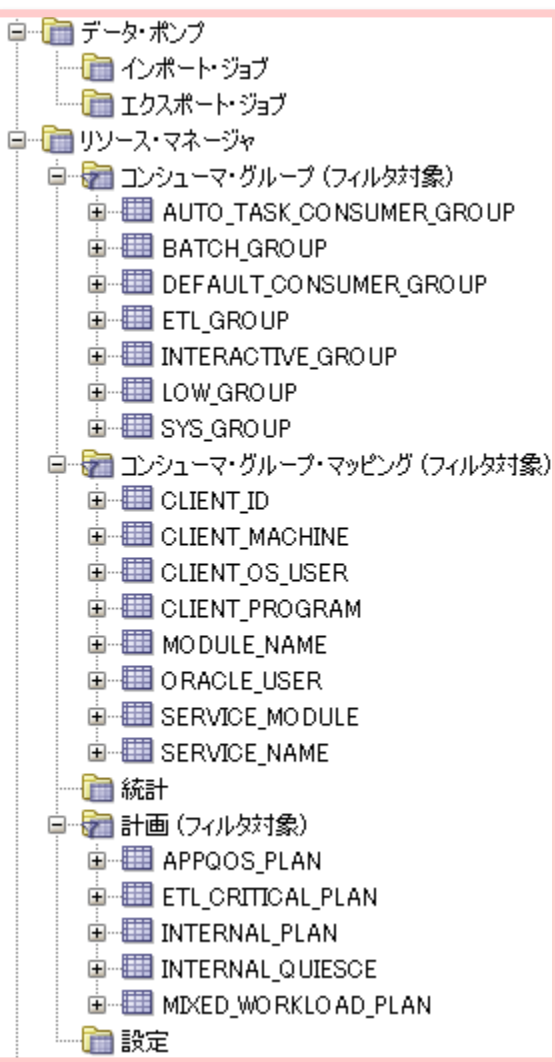 データ・ポンプ
インポート・ジョブ
エクスポート・ジョブ
リソース・マネージャ
コンシューマ・グループ (フィルタ対象)
AUTO_TASK_CONSUMER_GROUP
BATCH_GROUP
DEFAULT_CONSUMER_GROUP
ETL_GROUP
INTERACTIVE_GROUP
LOW_GROUP
SYS_GROUP
コンシューマ・グループ・マッピング (フィルタ対象)
CLIENT_ID
CLIENT_MACHINE
CLIENT_OS_USER
CLIENT_PROGRAM
MODULE_NAME
ORACLE_USER
SERVICE_MODULE
SERVICE_NAME
統計
計画 (フィルタ対象)
APPQOS_PLAN
ETL_CRITICAL_PLAN
INTERNAL_PLAN
INTERNAL_QUIESCE
MIXED_WORKLOAD_PLAN
設定